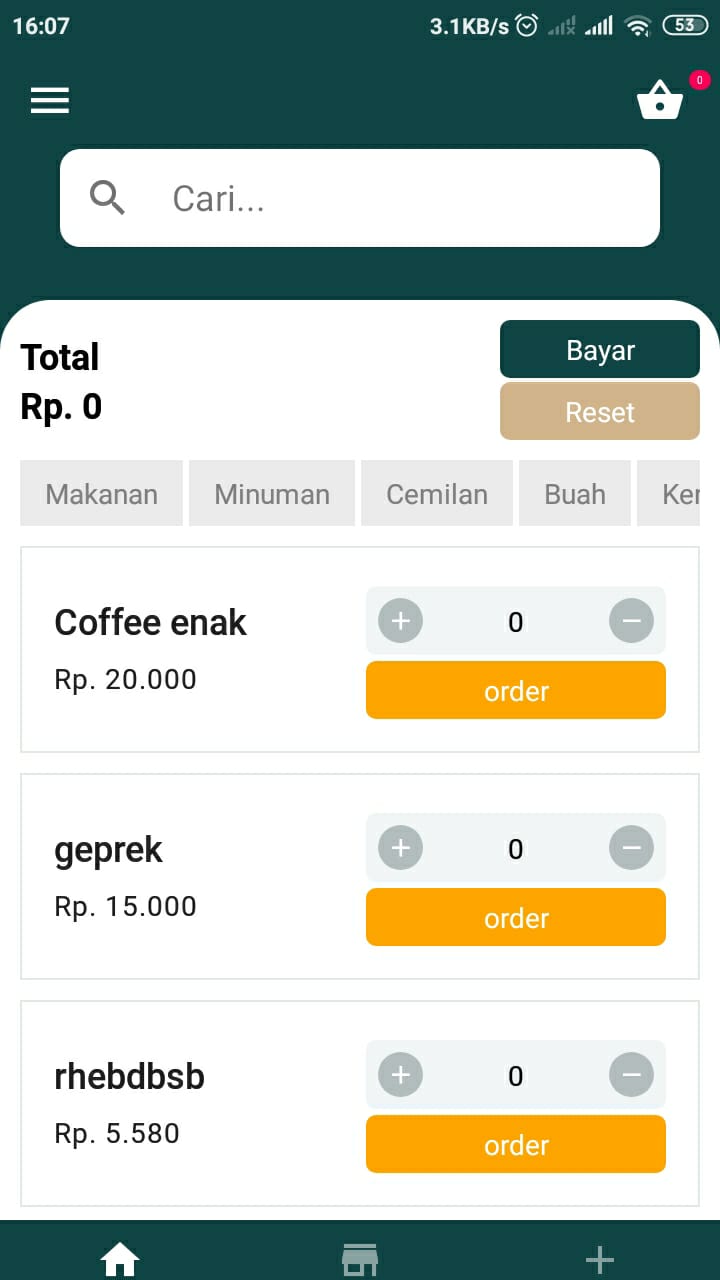 16:07 3.1KB/s 53
0
Cari...
Total
Rp. 0
Bayar
Reset
Makanan Minuman Cemilan Buah Ker
Coffee enak
Rp. 20.000
+ 0 −
order
geprek
Rp. 15.000
+ 0 −
order
rhebdbsb
Rp. 5.580
+ 0 −
order